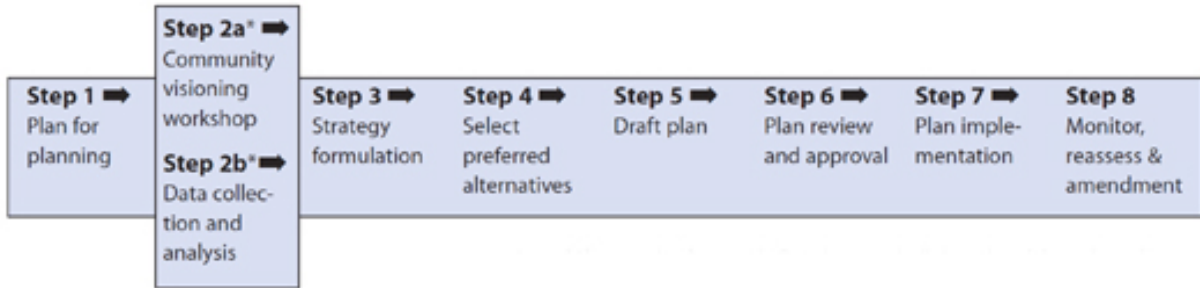 Step 1 ➡
Plan for
planning
Step 2a* ➡
Community
visioning
workshop
Step 2b* ➡
Data collec-
tion and
analysis
Step 3 ➡
Strategy
formulation
Step 4 ➡
Select
preferred
alternatives
Step 5 ➡
Draft plan
Step 6 ➡
Plan review
and approval
Step 7 ➡
Plan imple-
mentation
Step 8
Monitor,
reassess &
amendment